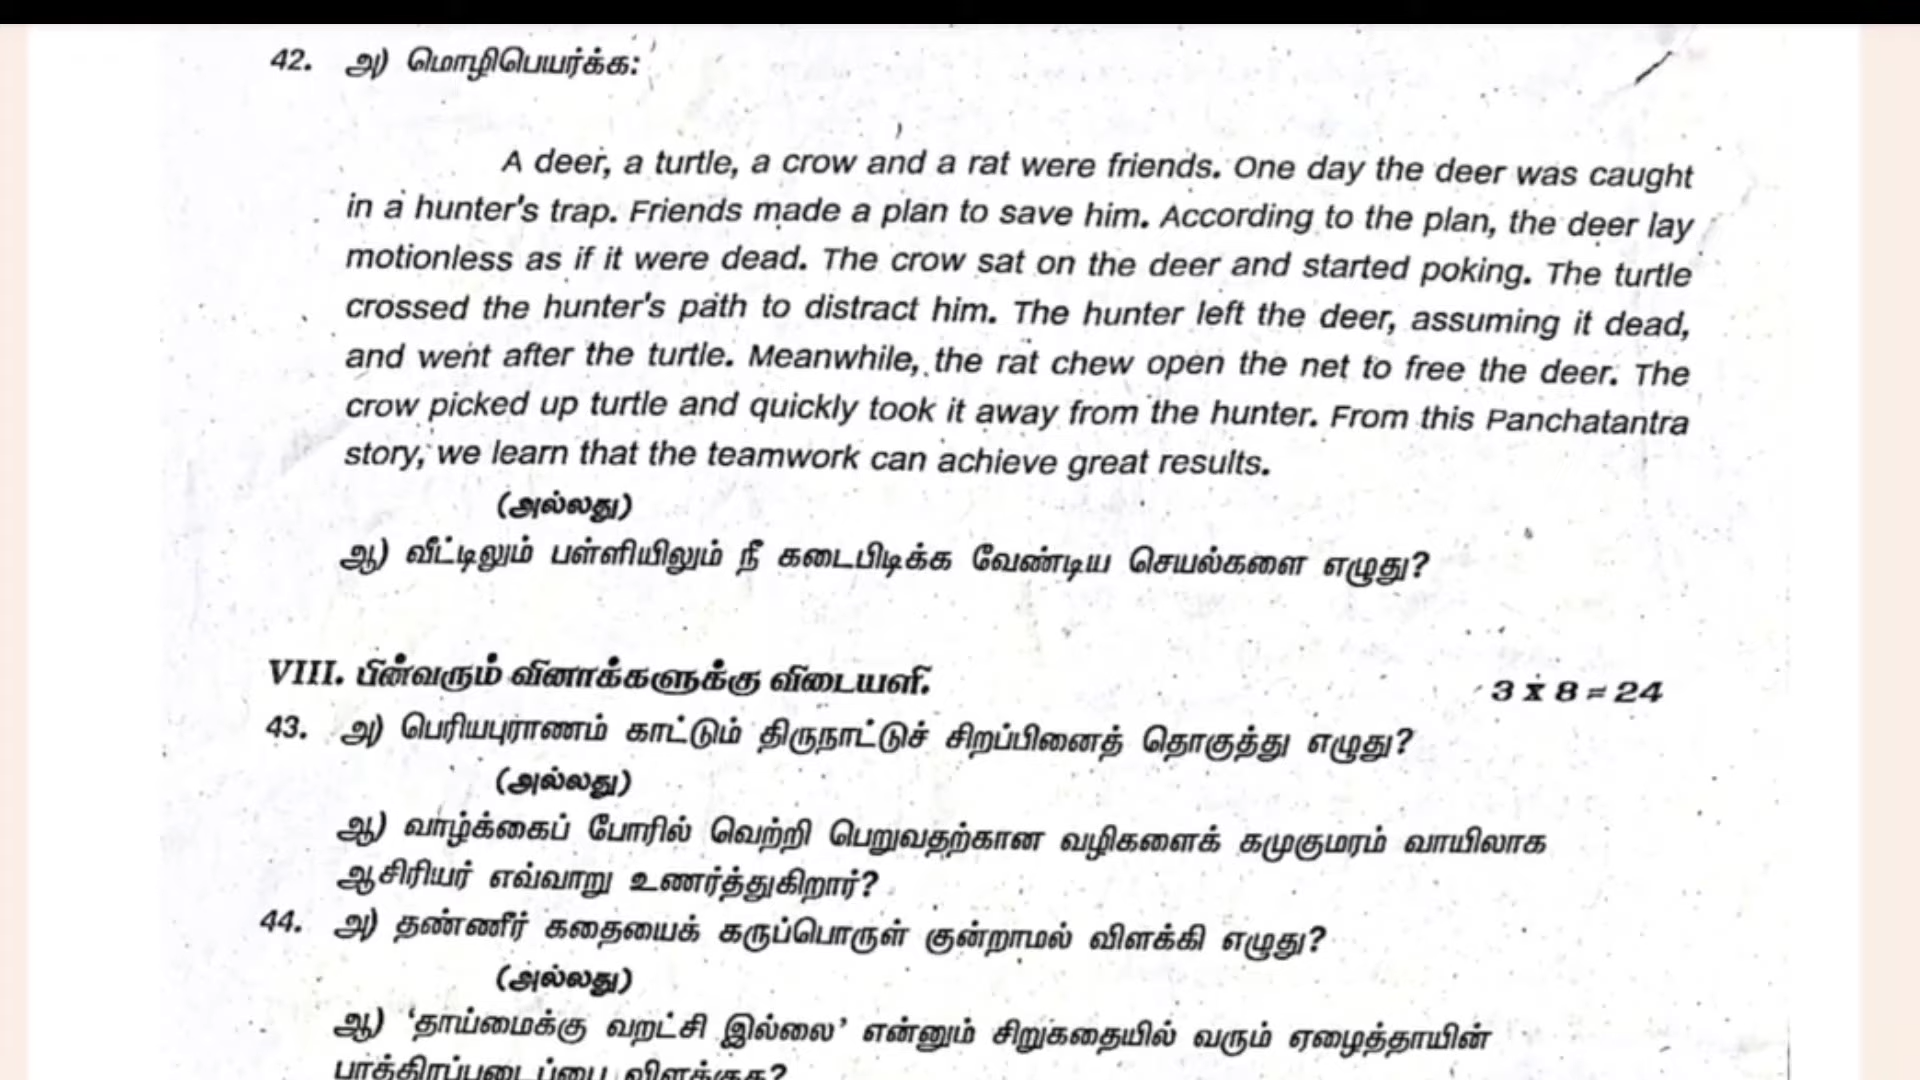 42. அ) மொழிபெயர்க்க:
A deer, a turtle, a crow and a rat were friends. One day the deer was caught
in a hunter's trap. Friends made a plan to save him. According to the plan, the deer lay
motionless as if it were dead. The crow sat on the deer and started poking. The turtle
crossed the hunter's path to distract him. The hunter left the deer, assuming it dead,
and went after the turtle. Meanwhile, the rat chew open the net to free the deer. The
crow picked up turtle and quickly took it away from the hunter. From this Panchatantra
story, we learn that the teamwork can achieve great results.
(அல்லது)
ஆ) வீட்டிலும் பள்ளியிலும் நீ கடைபிடிக்க வேண்டிய செயல்களை எழுது?
VIII. பின்வரும் வினாக்களுக்கு விடையளி. 3 x 8 = 24
43. அ) பெரியபுராணம் காட்டும் திருநாட்டுச் சிறப்பினைத் தொகுத்து எழுது?
(அல்லது)
ஆ) வாழ்க்கைப் போரில் வெற்றி பெறுவதற்கான வழிகளைக் கமுகுமரம் வாயிலாக
ஆசிரியர் எவ்வாறு உணர்த்துகிறார்?
44. அ) தண்ணீர் கதையைக் கருப்பொருள் குன்றாமல் விளக்கி எழுது?
(அல்லது)
ஆ) 'தாய்மைக்கு வறட்சி இல்லை' என்னும் சிறுகதையில் வரும் ஏழைத்தாயின்
பாத்திரப்படைப்பை விளக்குக?